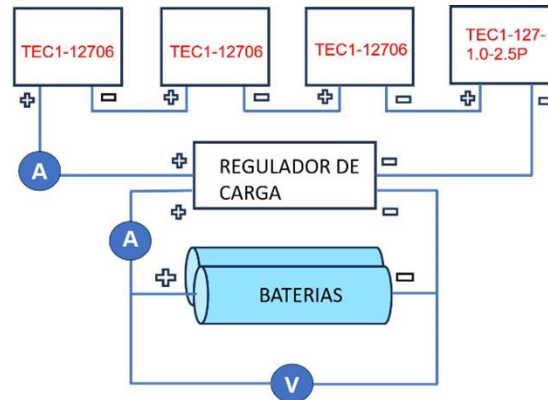 TEC1-12706
TEC1-12706
TEC1-12706
TEC1-127-
1.0-2.5P
+
-
+
-
+
-
+
-
A
+
-
REGULADOR DE
CARGA
+
-
A
+
-
BATERIAS
V